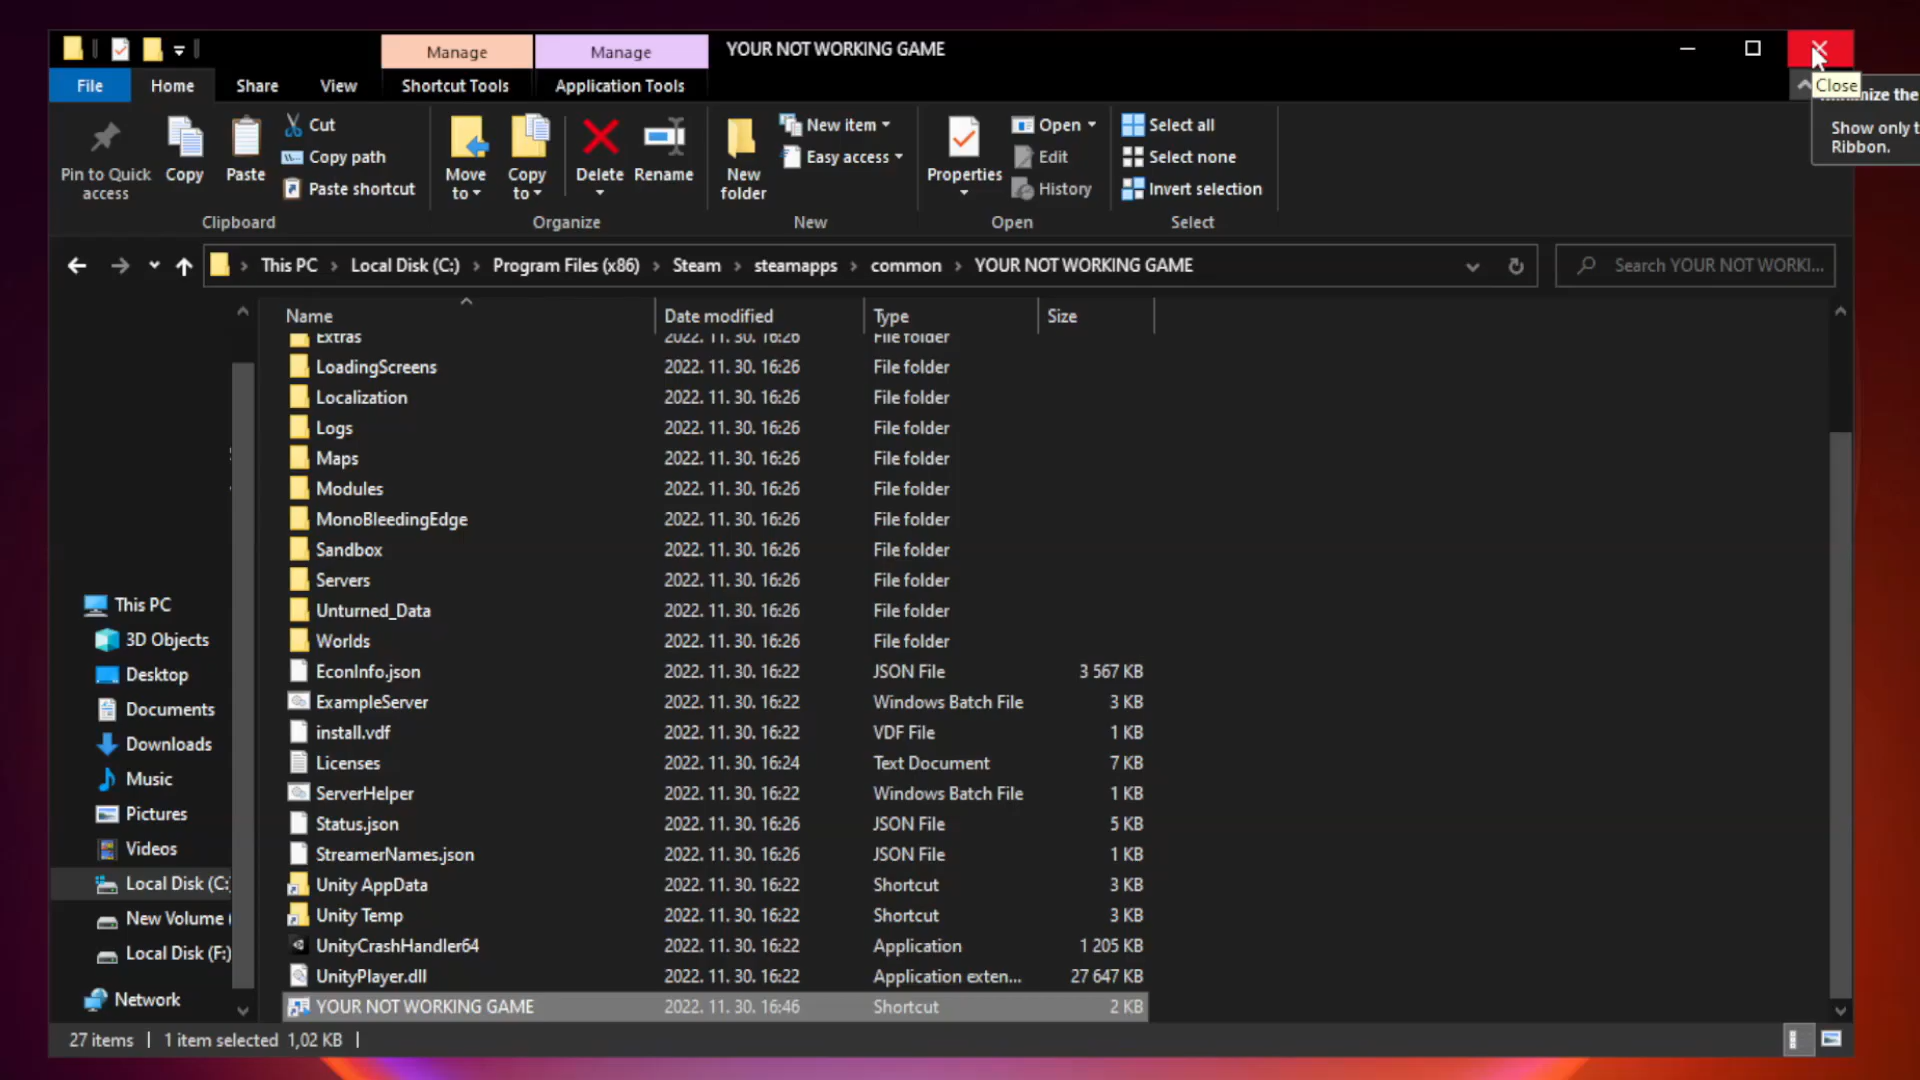 Manage
Manage
YOUR NOT WORKING GAME
File
Home
Share
View
Shortcut Tools
Application Tools
Close
the
Show only t
Ribbon.
Pin to Quick
access
Copy
Paste
Cut
Copy path
Paste shortcut
Clipboard
Move
to
Copy
to
Delete
Rename
Organize
New
folder
New item
Easy access
New
Properties
Open
Edit
History
Open
Select all
Select none
Invert selection
Select
This PC
Local Disk (C:)
Program Files (x86)
Steam
steamapps
common
YOUR NOT WORKING GAME
Search YOUR NOT WORKI...
Name Date modified Type Size
Extras 2022. 11. 30. 16:26 File folder
LoadingScreens 2022. 11. 30. 16:26 File folder
Localization 2022. 11. 30. 16:26 File folder
Logs 2022. 11. 30. 16:26 File folder
Maps 2022. 11. 30. 16:26 File folder
Modules 2022. 11. 30. 16:26 File folder
MonoBleedingEdge 2022. 11. 30. 16:26 File folder
Sandbox 2022. 11. 30. 16:26 File folder
Servers 2022. 11. 30. 16:26 File folder
Unturned_Data 2022. 11. 30. 16:26 File folder
Worlds 2022. 11. 30. 16:26 File folder
EconInfo.json 2022. 11. 30. 16:22 JSON File 3 567 KB
ExampleServer 2022. 11. 30. 16:22 Windows Batch File 3 KB
install.vdf 2022. 11. 30. 16:22 VDF File 1 KB
Licenses 2022. 11. 30. 16:24 Text Document 7 KB
ServerHelper 2022. 11. 30. 16:22 Windows Batch File 1 KB
Status.json 2022. 11. 30. 16:26 JSON File 5 KB
StreamerNames.json 2022. 11. 30. 16:26 JSON File 1 KB
Unity AppData 2022. 11. 30. 16:22 Shortcut 3 KB
Unity Temp 2022. 11. 30. 16:22 Shortcut 3 KB
UnityCrashHandler64 2022. 11. 30. 16:22 Application 1 205 KB
UnityPlayer.dll 2022. 11. 30. 16:22 Application exten... 27 647 KB
YOUR NOT WORKING GAME 2022. 11. 30. 16:46 Shortcut 2 KB
This PC
3D Objects
Desktop
Documents
Downloads
Music
Pictures
Videos
Local Disk (C:
New Volume (
Local Disk (F:)
Network
27 items
1 item selected 1,02 KB